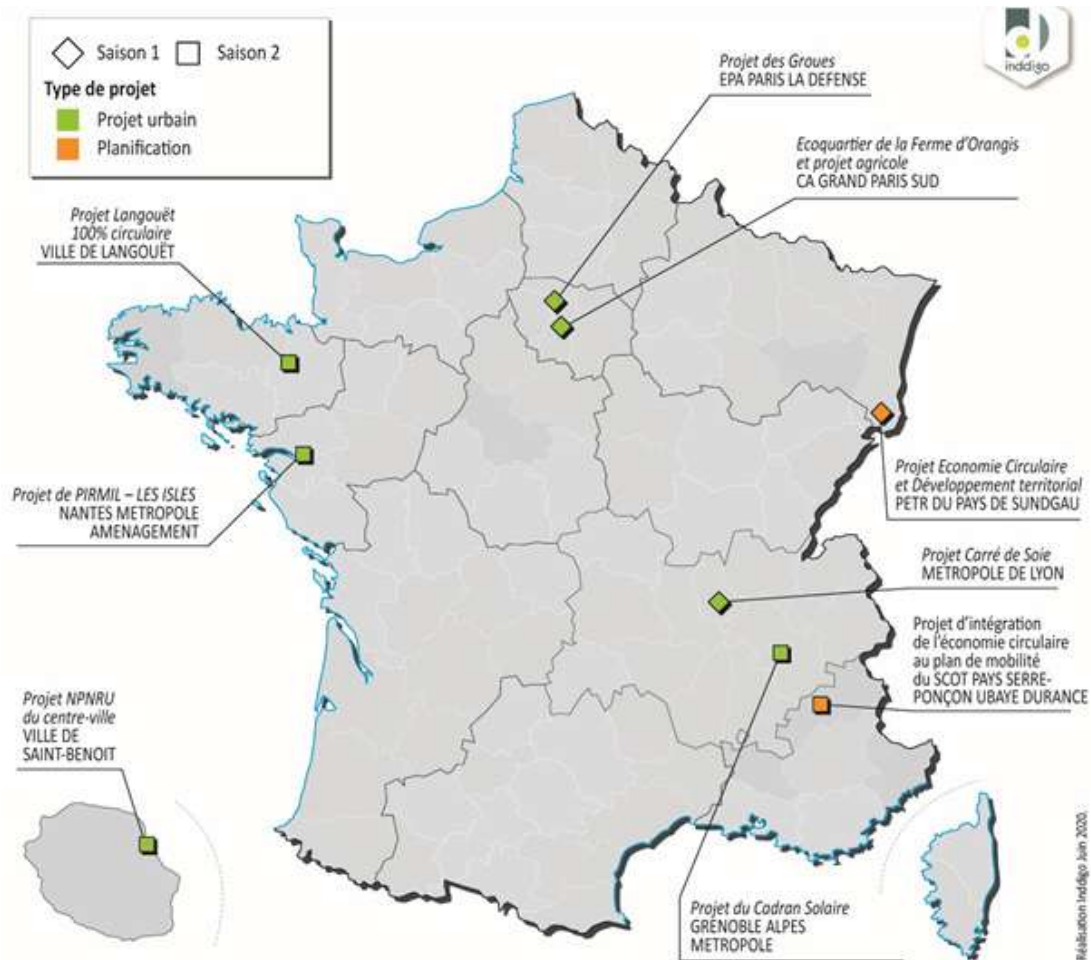 Saison 1 Saison 2
Type de projet
Projet urbain
Planification
inddigo
Projet des Groues
EPA PARIS LA DEFENSE
Ecoquartier de la Ferme d'Orangis
et projet agricole
CA GRAND PARIS SUD
Projet Langouët
100% circulaire
VILLE DE LANGOUËT
Projet de PIRMIL – LES ISLES
NANTES METROPOLE
AMENAGEMENT
Projet Economie Circulaire
et Développement territorial
PETR DU PAYS DE SUNDGAU
Projet Carré de Soie
METROPOLE DE LYON
Projet d'intégration
de l'économie circulaire
au plan de mobilité
du SCOT PAYS SERRE-
PONÇON UBAYE DURANCE
Projet NPNRU
du centre-ville
VILLE DE
SAINT-BENOIT
Projet du Cadran Solaire
GRENOBLE ALPES
METROPOLE
Réalisation Inddigo Juin 2020.